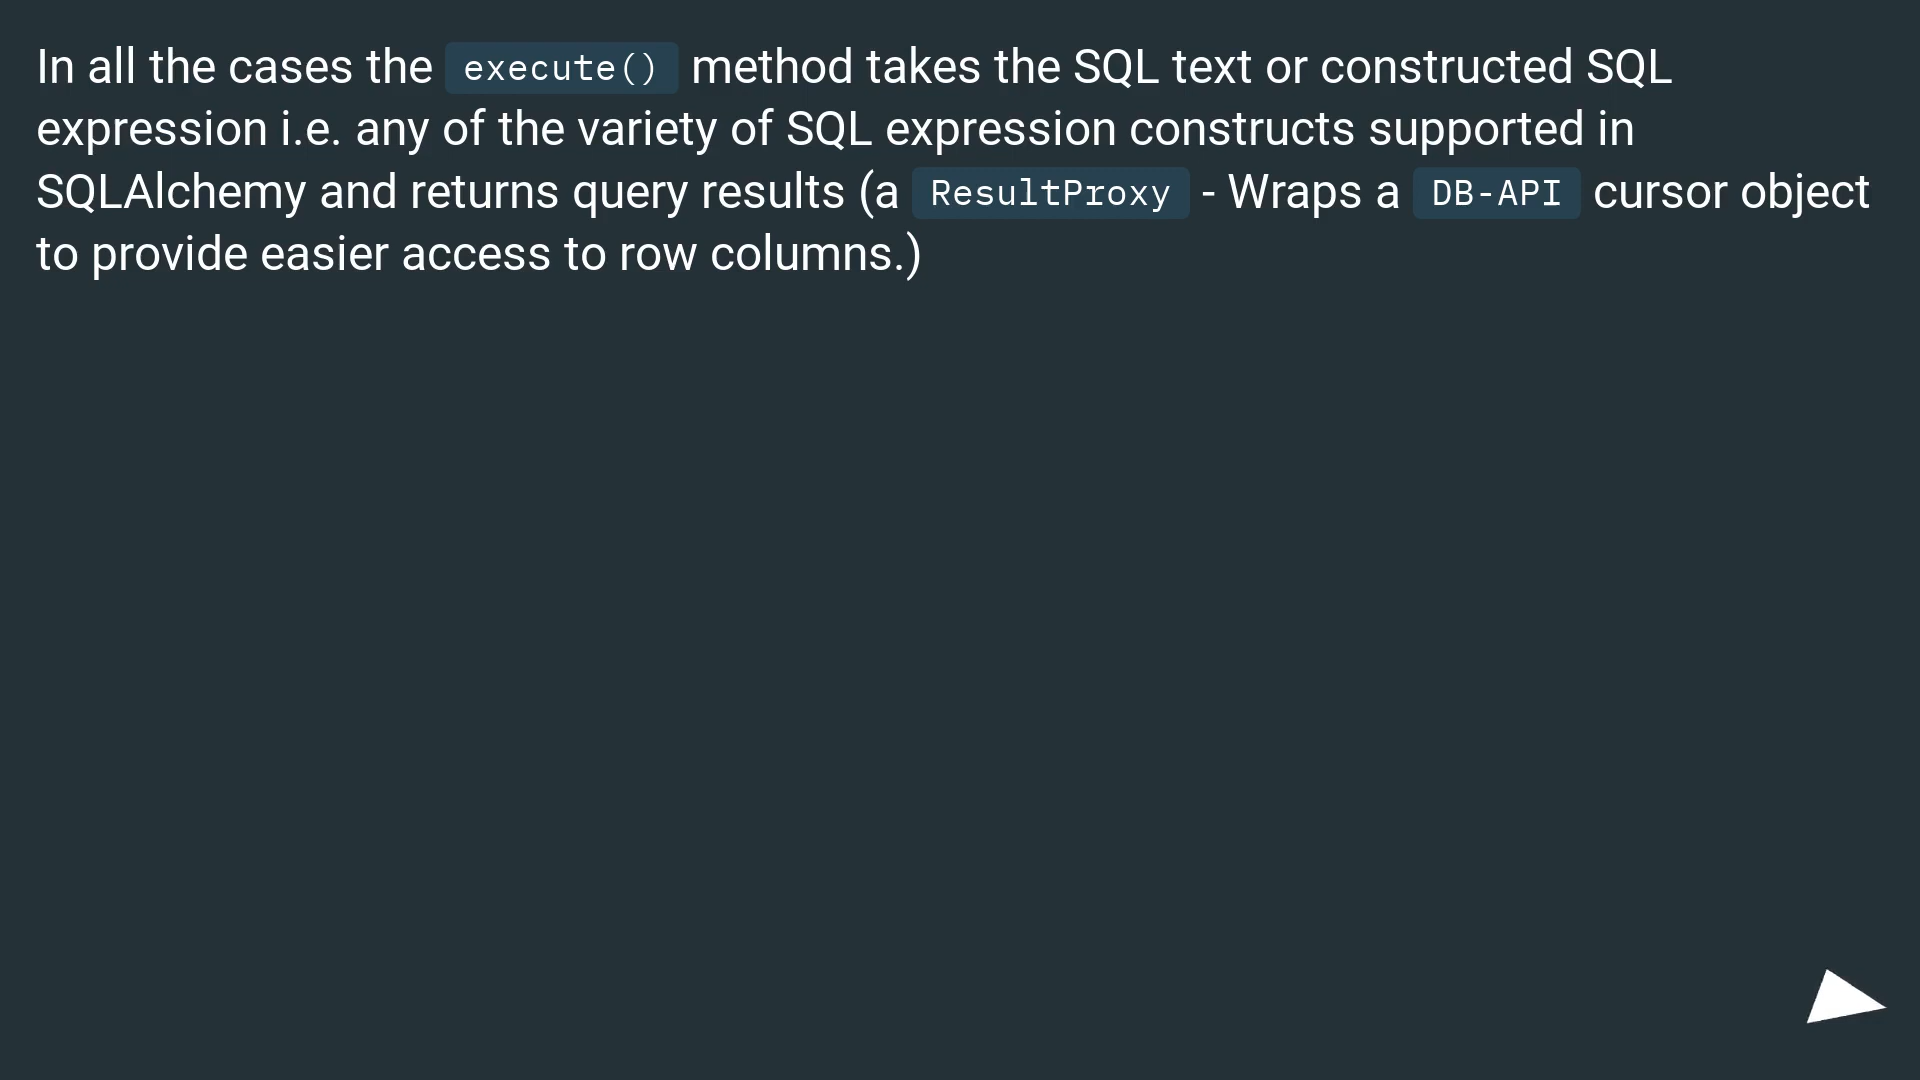 In all the cases the execute() method takes the SQL text or constructed SQL
expression i.e. any of the variety of SQL expression constructs supported in
SQLAlchemy and returns query results (a ResultProxy - Wraps a DB-API cursor object
to provide easier access to row columns.)